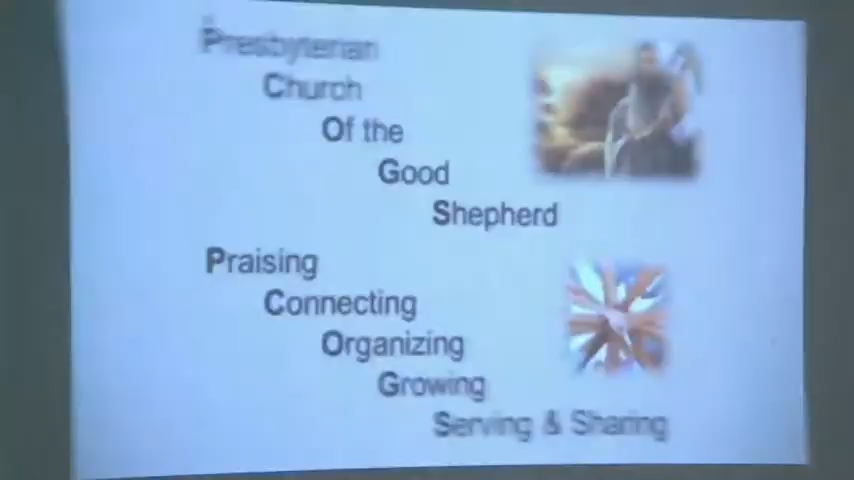 Presbyterian
Church
Of the
Good
Shepherd
Praising
Connecting
Organizing
Growing
Serving & Sharing